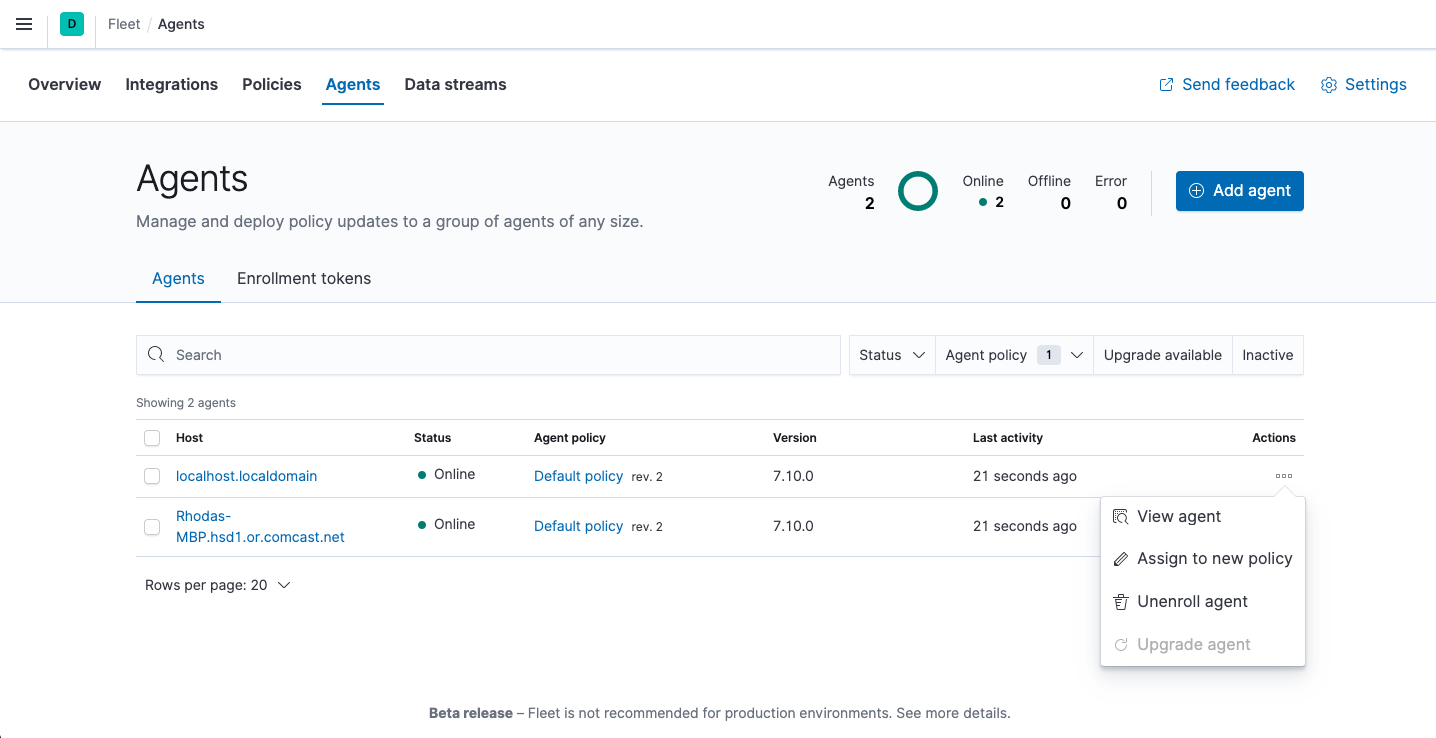 D
Fleet / Agents
Overview Integrations Policies Agents Data streams Send feedback Settings
Agents
Manage and deploy policy updates to a group of agents of any size.
Agents Online Offline Error
2 2 0 0
Add agent
Agents Enrollment tokens
Search Status Agent policy 1 Upgrade available Inactive
Showing 2 agents
Host Status Agent policy Version Last activity Actions
localhost.localdomain Online Default policy rev. 2 7.10.0 21 seconds ago
Rhodas-
MBP.hsd1.or.comcast.net Online Default policy rev. 2 7.10.0 21 seconds ago
View agent
Assign to new policy
Unenroll agent
Upgrade agent
Rows per page: 20
Beta release – Fleet is not recommended for production environments. See more details.